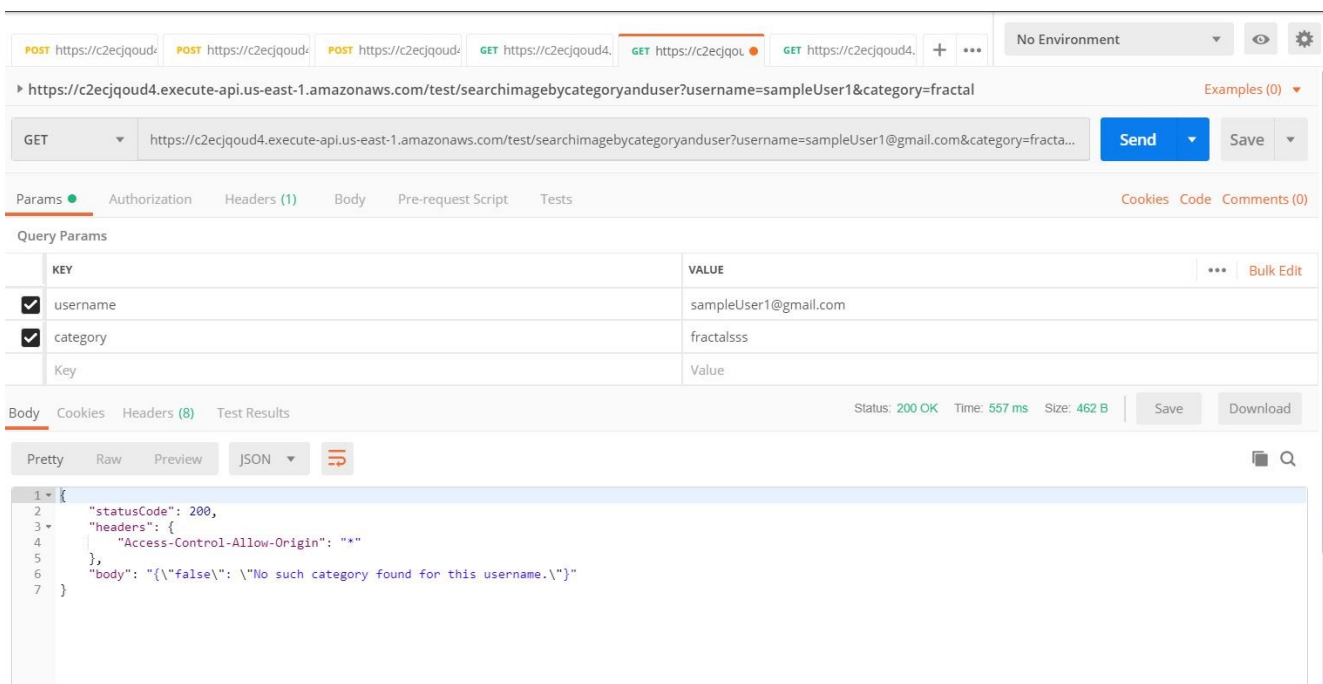 POST https://c2ecjqoud4 POST https://c2ecjqoud4 POST https://c2ecjqoud4 GET https://c2ecjqoud4. GET https://c2ecjqou GET https://c2ecjqoud4. + ••• No Environment
https://c2ecjqoud4.execute-api.us-east-1.amazonaws.com/test/searchimagebycategoryanduser?username=sampleUser1&category=fractal Examples (0)
GET https://c2ecjqoud4.execute-api.us-east-1.amazonaws.com/test/searchimagebycategoryanduser?username=sampleUser1@gmail.com&category=fracta... Send Save
Params Authorization Headers (1) Body Pre-request Script Tests Cookies Code Comments (0)
Query Params
KEY VALUE ••• Bulk Edit
username sampleUser1@gmail.com
category fractalsss
Key Value
Body Cookies Headers (8) Test Results Status: 200 OK Time: 557 ms Size: 462 B Save Download
Pretty Raw Preview JSON
1 {
2 "statusCode": 200,
3 "headers": {
4 "Access-Control-Allow-Origin": "*"
5 },
6 "body": "{\"false\": \"No such category found for this username.\"}"
7 }